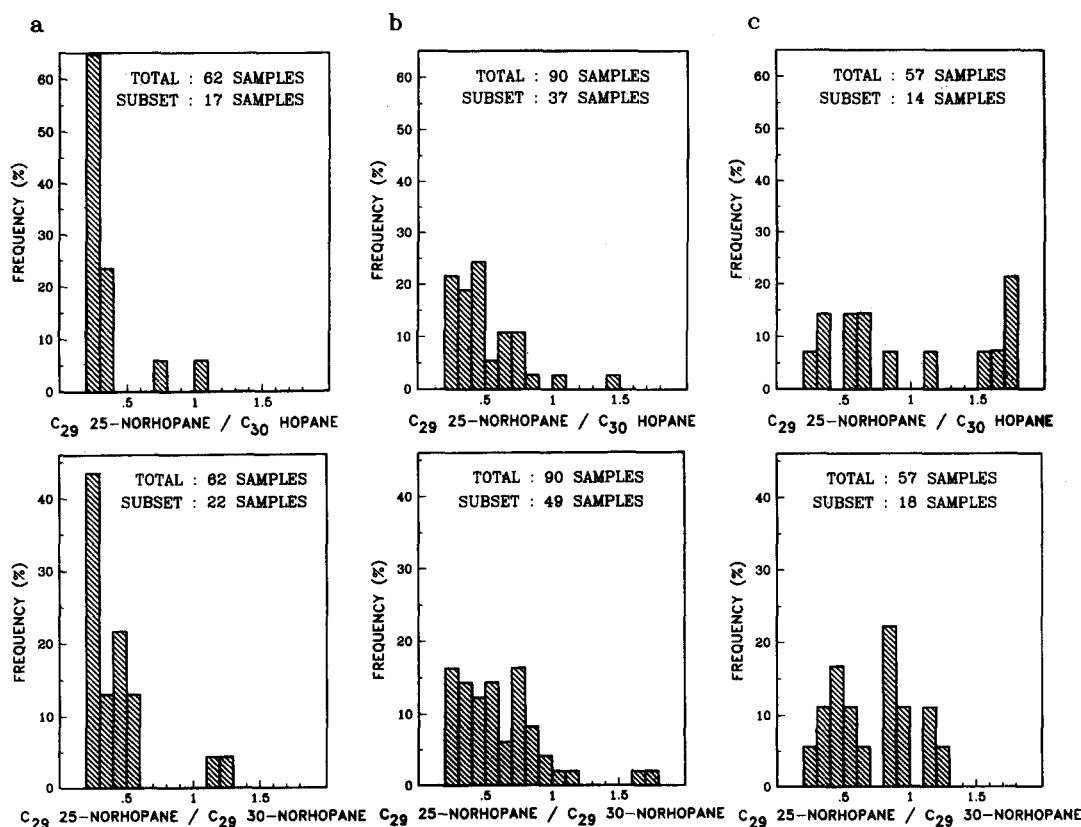 a
TOTAL : 62 SAMPLES
SUBSET : 17 SAMPLES
FREQUENCY (%)
60
50
40
30
20
10
0
.5 1 1.5
C29 25-NORHOPANE / C30 HOPANE
b
TOTAL : 90 SAMPLES
SUBSET : 37 SAMPLES
FREQUENCY (%)
60
50
40
30
20
10
0
.5 1 1.5
C29 25-NORHOPANE / C30 HOPANE
c
TOTAL : 57 SAMPLES
SUBSET : 14 SAMPLES
FREQUENCY (%)
60
50
40
30
20
10
0
.5 1 1.5
C29 25-NORHOPANE / C30 HOPANE
TOTAL : 62 SAMPLES
SUBSET : 22 SAMPLES
FREQUENCY (%)
40
30
20
10
0
.5 1 1.5
C29 25-NORHOPANE / C29 30-NORHOPANE
TOTAL : 90 SAMPLES
SUBSET : 49 SAMPLES
FREQUENCY (%)
40
30
20
10
0
.5 1 1.5
C29 25-NORHOPANE / C29 30-NORHOPANE
TOTAL : 57 SAMPLES
SUBSET : 18 SAMPLES
FREQUENCY (%)
40
30
20
10
0
.5 1 1.5
C29 25-NORHOPANE / C29 30-NORHOPANE